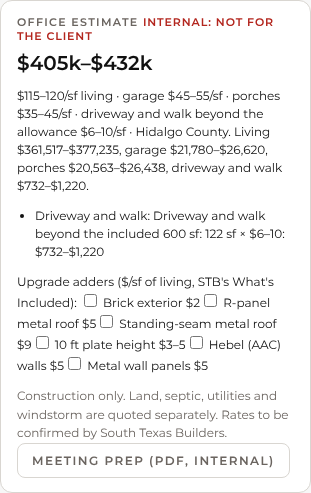 OFFICE ESTIMATE INTERNAL: NOT FOR
THE CLIENT
$405k–$432k
$115–120/sf living · garage $45–55/sf · porches
$35–45/sf · driveway and walk beyond the
allowance $6–10/sf · Hidalgo County. Living
$361,517–$377,235, garage $21,780–$26,620,
porches $20,563–$26,438, driveway and walk
$732–$1,220.
• Driveway and walk: Driveway and walk
beyond the included 600 sf: 122 sf × $6–10:
$732–$1,220
Upgrade adders ($/sf of living, STB's What's
Included): Brick exterior $2 R-panel
metal roof $5 Standing-seam metal roof
$9 10 ft plate height $3–5 Hebel (AAC)
walls $5 Metal wall panels $5
Construction only. Land, septic, utilities and
windstorm are quoted separately. Rates to be
confirmed by South Texas Builders.
MEETING PREP (PDF, INTERNAL)